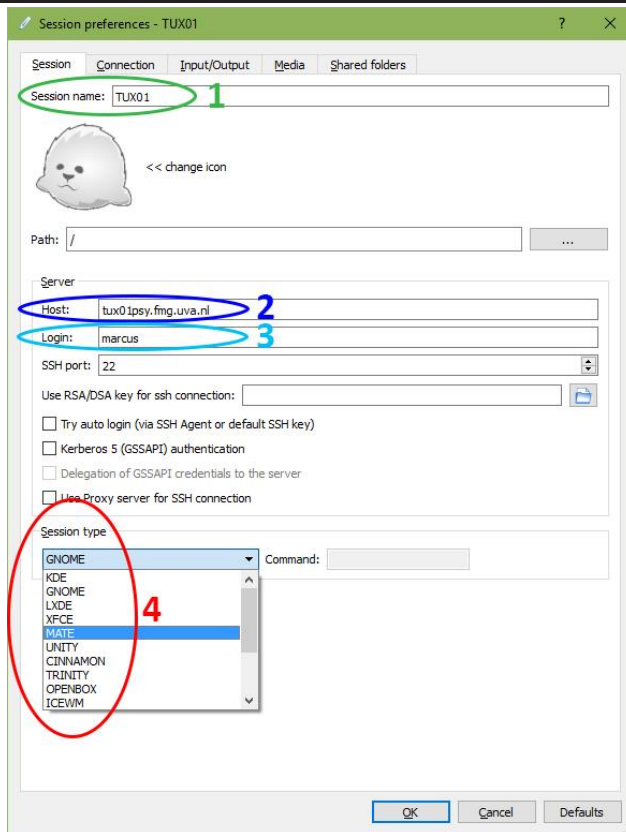 Session preferences - TUX01 ? ×
Session Connection Input/Output Media Shared folders
Session name: TUX01 1
<< change icon
Path: / ...
Server
Host: tux01psy.fmg.uva.nl 2
Login: marcus 3
SSH port: 22
Use RSA/DSA key for ssh connection:
Try auto login (via SSH Agent or default SSH key)
Kerberos 5 (GSSAPI) authentication
Delegation of GSSAPI credentials to the server
Use Proxy server for SSH connection
Session type
GNOME Command:
KDE
GNOME
LXDE
XFCE 4
MATE
UNITY
CINNAMON
TRINITY
OPENBOX
ICEWM
OK Cancel Defaults